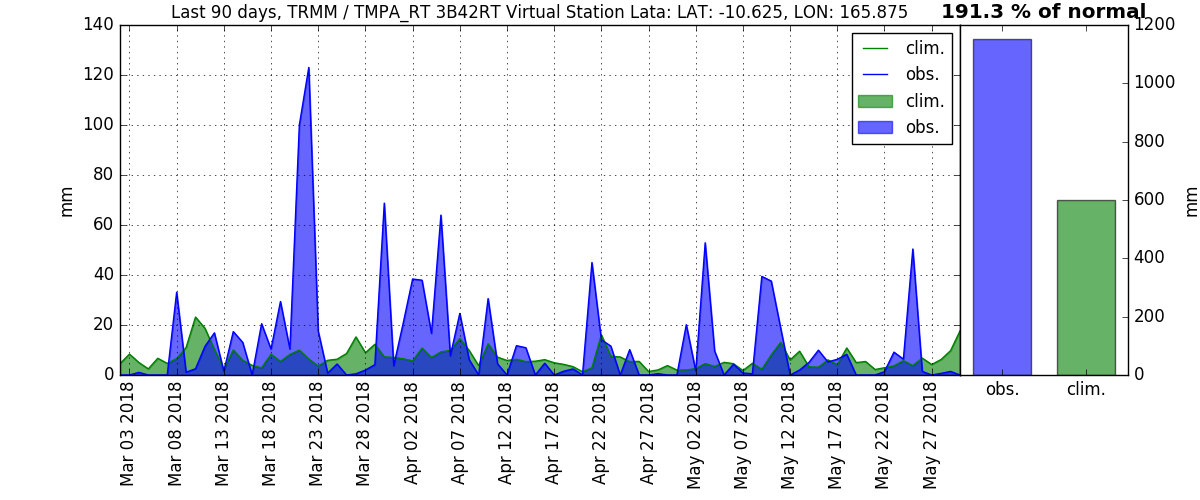 Last 90 days, TRMM / TMPA_RT 3B42RT Virtual Station Lata: LAT: -10.625, LON: 165.875
191.3 % of normal
140
120
100
80
60
40
20
0
mm
clim.
obs.
clim.
obs.
1200
1000
800
600
400
200
0
mm
obs.
clim.
Mar 03 2018
Mar 08 2018
Mar 13 2018
Mar 18 2018
Mar 23 2018
Mar 28 2018
Apr 02 2018
Apr 07 2018
Apr 12 2018
Apr 17 2018
Apr 22 2018
Apr 27 2018
May 02 2018
May 07 2018
May 12 2018
May 17 2018
May 22 2018
May 27 2018